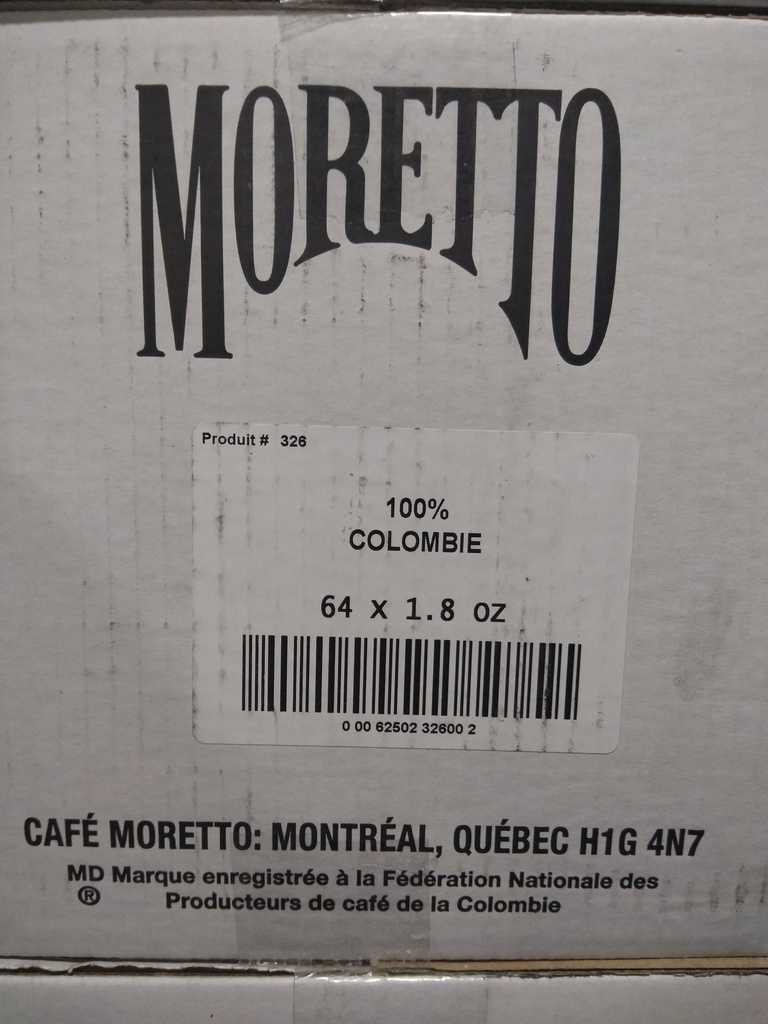 MORETTO
Produit # 326
100%
COLOMBIE
64 x 1.8 OZ
0 00 62502 32600 2
CAFÉ MORETTO: MONTRÉAL, QUÉBEC H1G 4N7
MD Marque enregistrée à la Fédération Nationale des
® Producteurs de café de la Colombie